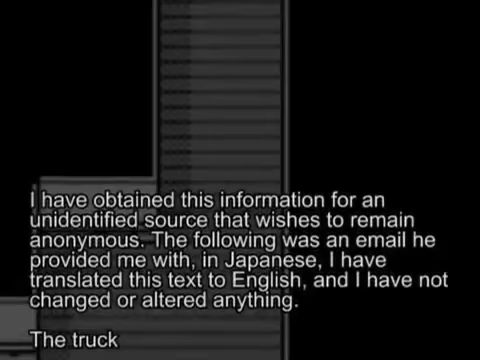 I have obtained this information for an
unidentified source that wishes to remain
anonymous. The following was an email he
provided me with, in Japanese, I have
translated this text to English, and I have not
changed or altered anything.
The truck